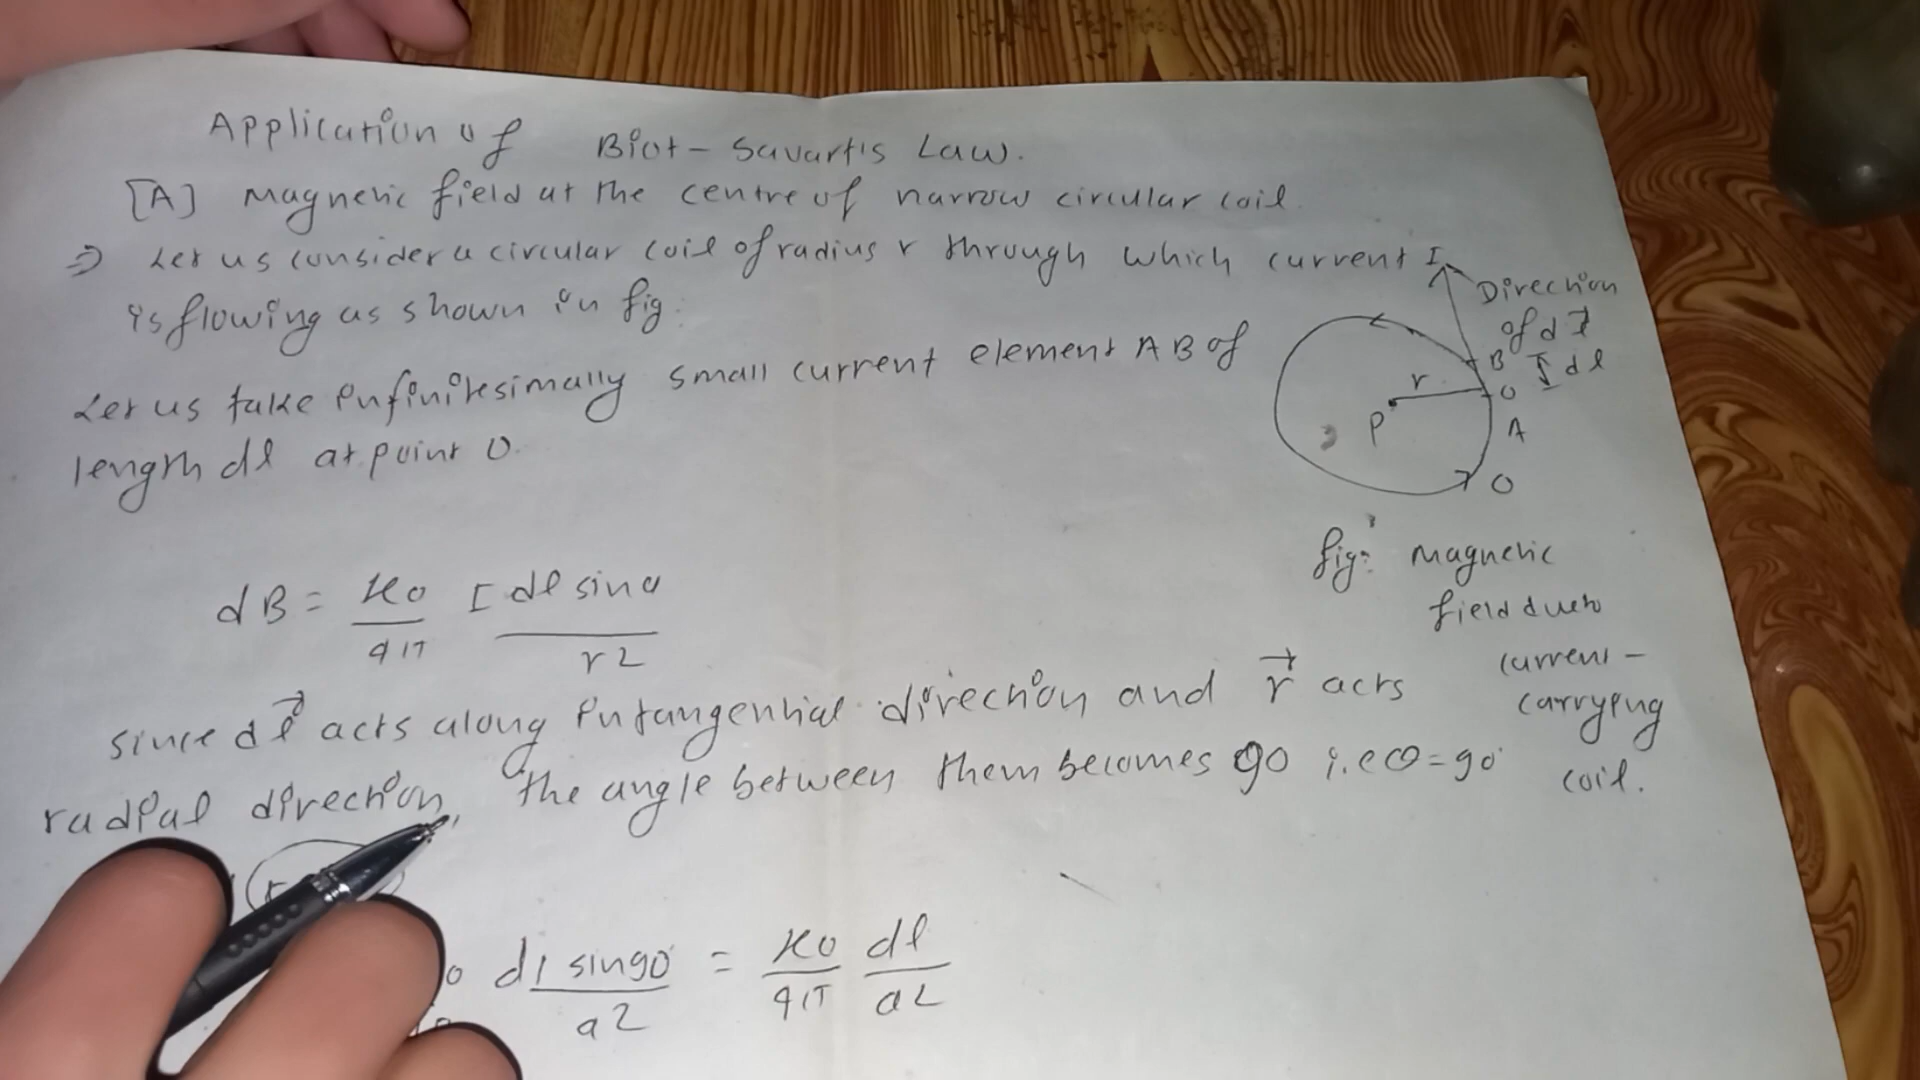 Application of Biot-Savart's Law.
[A] Magnetic field at the centre of narrow circular coil.
⇒ Let us consider a circular coil of radius r through which current I
is flowing as shown in fig.
Let us take infinitesimally small current element AB of
length dl at point O.
Direction
of dl⃗
B
dl
r
O
P
A
O
fig: Magnetic
field due to
current-
carrying
coil.
dB = μ0/4π I dl sinα/r2
since dl⃗ acts along in tangential direction and r⃗ acts
radial direction, the angle between them becomes 90 i.e θ=90°
dl sin90°/a2 = μ0/4π dl/a2